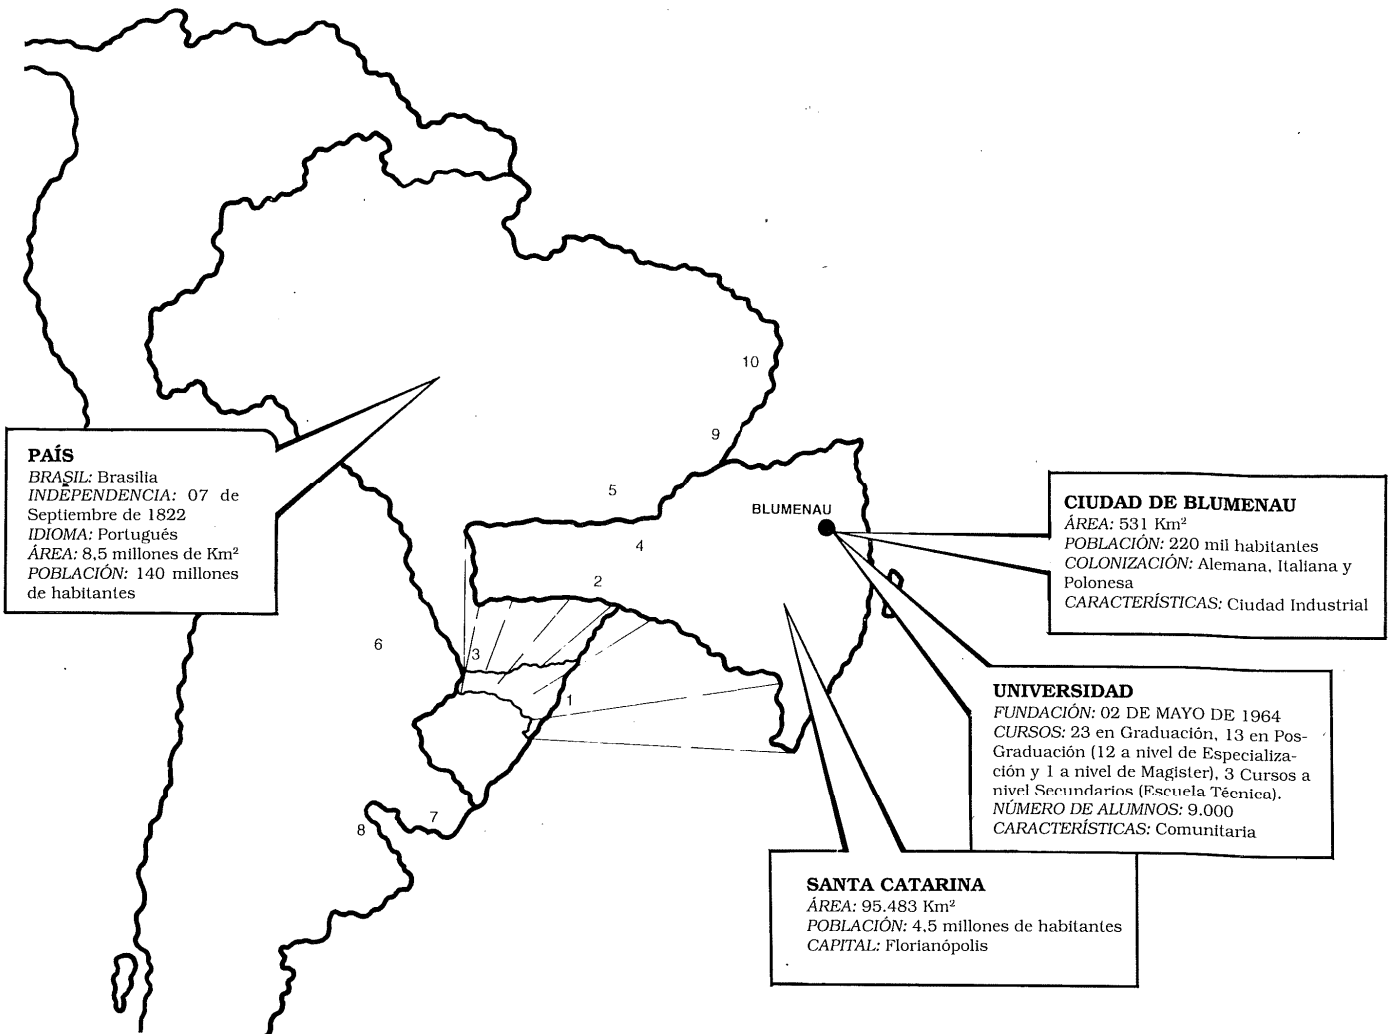 10
9
5
BLUMENAU
4
2
6
3
1
7
8
PAÍS
BRASIL: Brasilia
INDEPENDENCIA: 07 de
Septiembre de 1822
IDIOMA: Portugués
ÁREA: 8,5 millones de Km²
POBLACIÓN: 140 millones
de habitantes
CIUDAD DE BLUMENAU
ÁREA: 531 Km²
POBLACIÓN: 220 mil habitantes
COLONIZACIÓN: Alemana, Italiana y
Polonesa
CARACTERÍSTICAS: Ciudad Industrial
UNIVERSIDAD
FUNDACIÓN: 02 DE MAYO DE 1964
CURSOS: 23 en Graduación, 13 en Pos-
Graduación (12 a nivel de Especializa-
ción y 1 a nivel de Magister), 3 Cursos a
nivel Secundarios (Escuela Técnica).
NÚMERO DE ALUMNOS: 9.000
CARACTERÍSTICAS: Comunitaria
SANTA CATARINA
ÁREA: 95.483 Km²
POBLACIÓN: 4,5 millones de habitantes
CAPITAL: Florianópolis